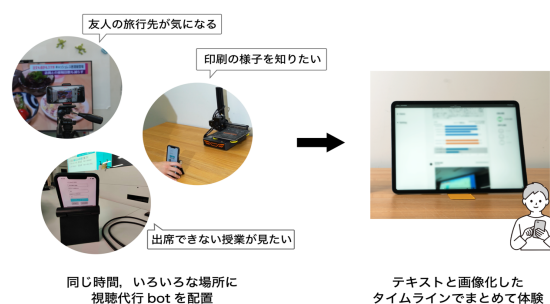 友人の旅行先が気になる
印刷の様子を知りたい
出席できない授業が見たい
同じ時間，いろいろな場所に
視聴代行 bot を配置
テキストと画像化した
タイムラインでまとめて体験